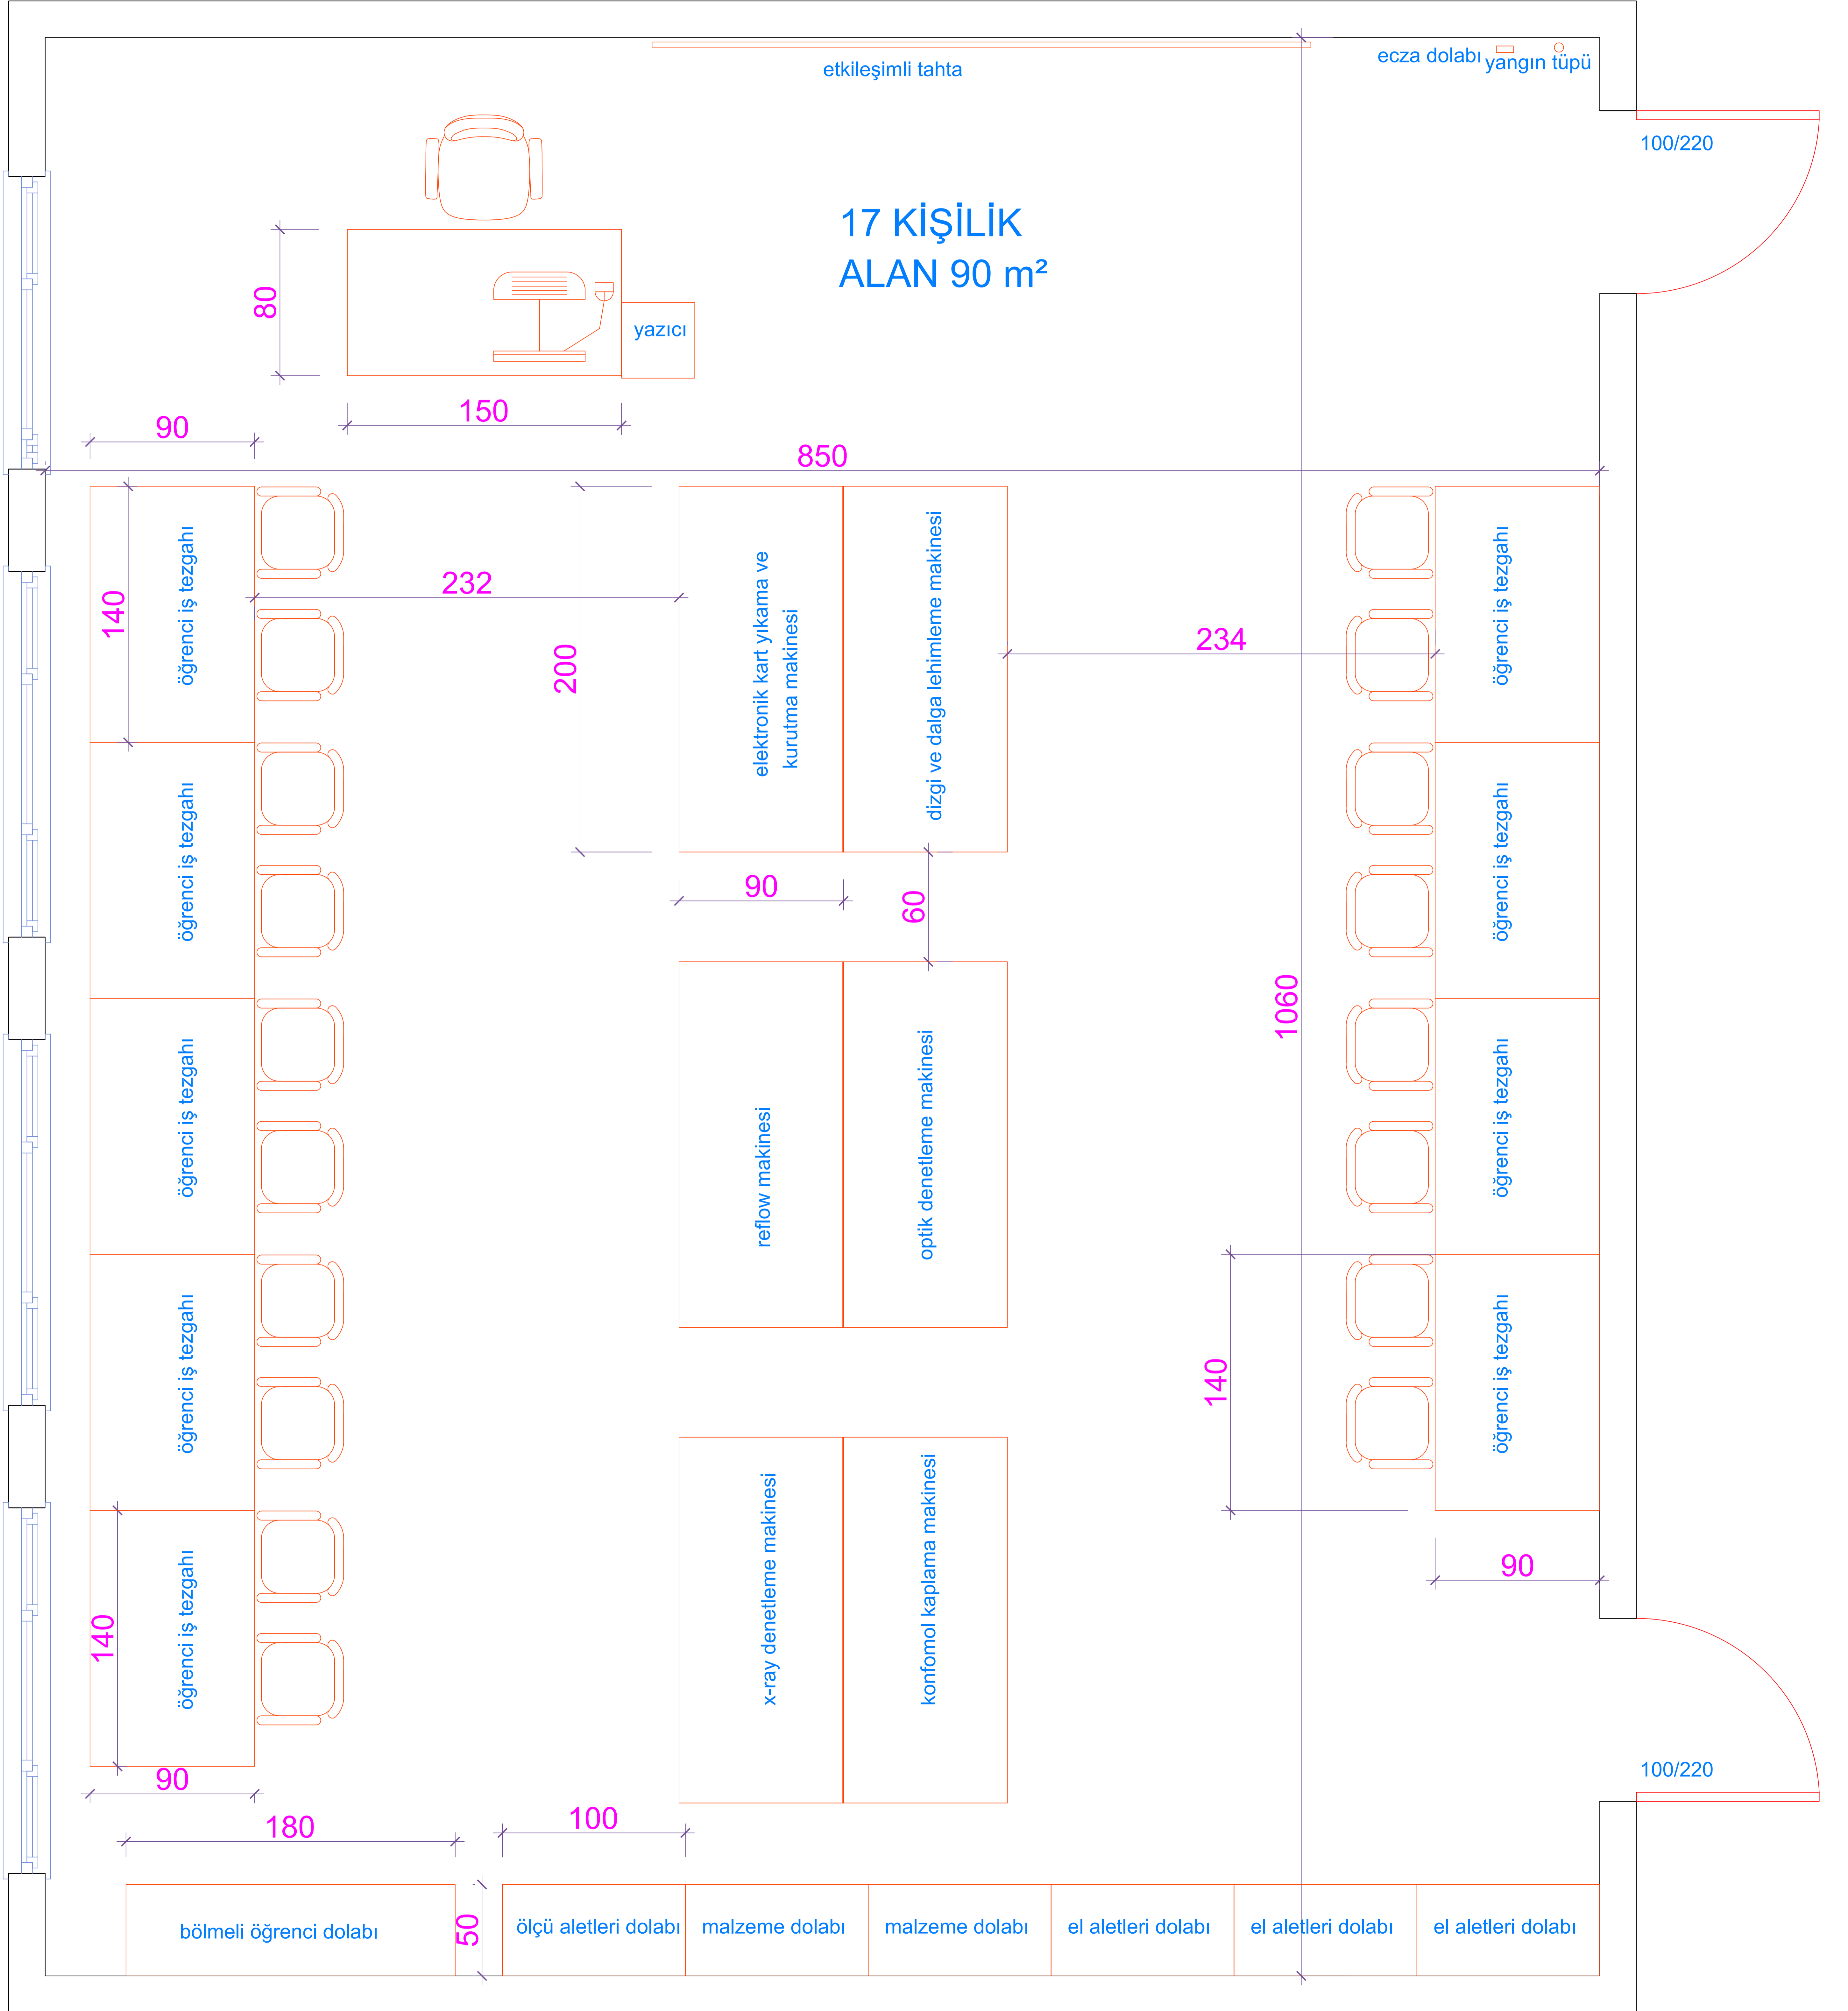 etkileşimli tahta
ecza dolabı
yangın tüpü
100/220
17 KİŞİLİK
ALAN 90 m²
80
yazıcı
150
90
850
öğrenci iş tezgahı
140
232
200
elektronik kart yıkama ve
kurutma makinesi
dizgi ve dalga lehimleme makinesi
234
öğrenci iş tezgahı
öğrenci iş tezgahı
90
60
öğrenci iş tezgahı
1060
öğrenci iş tezgahı
reflow makinesi
optik denetleme makinesi
öğrenci iş tezgahı
öğrenci iş tezgahı
140
öğrenci iş tezgahı
x-ray denetleme makinesi
konfomol kaplama makinesi
90
öğrenci iş tezgahı
140
90
100/220
180
100
50
bölmeli öğrenci dolabı
ölçü aletleri dolabı
malzeme dolabı
malzeme dolabı
el aletleri dolabı
el aletleri dolabı
el aletleri dolabı